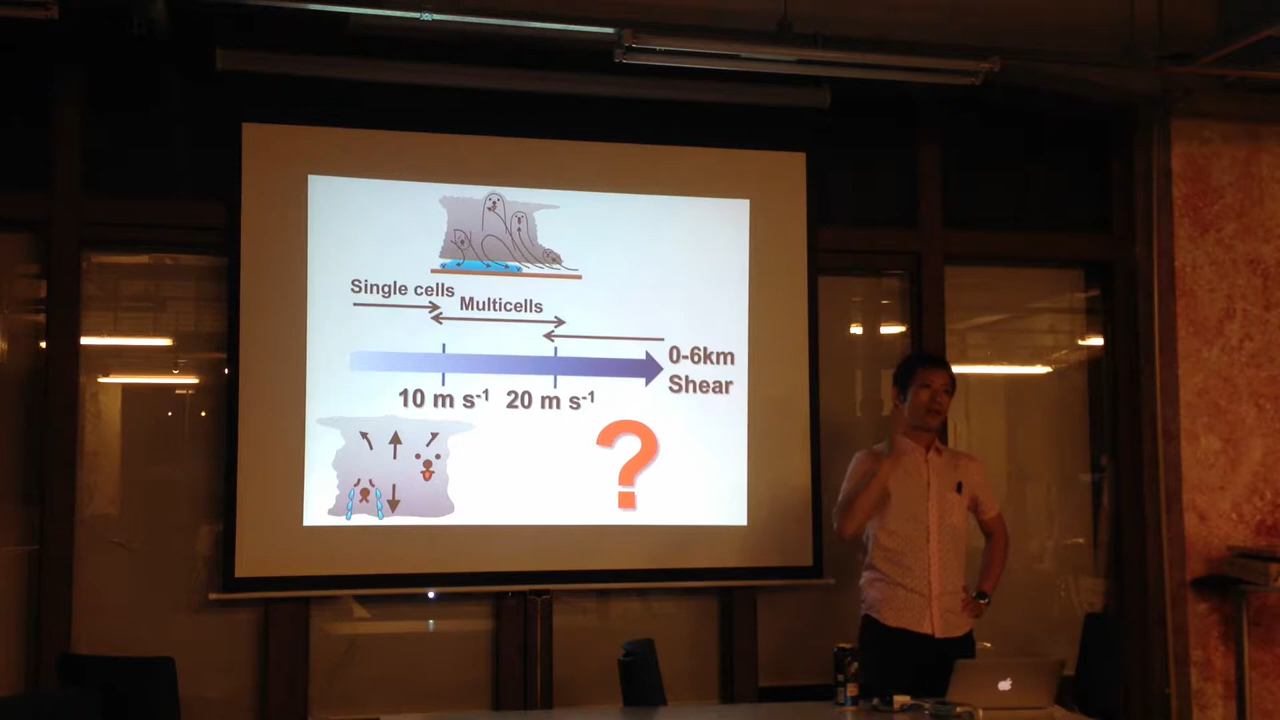 Single cells
Multicells
0-6km
Shear
10 m s-1
20 m s-1
?